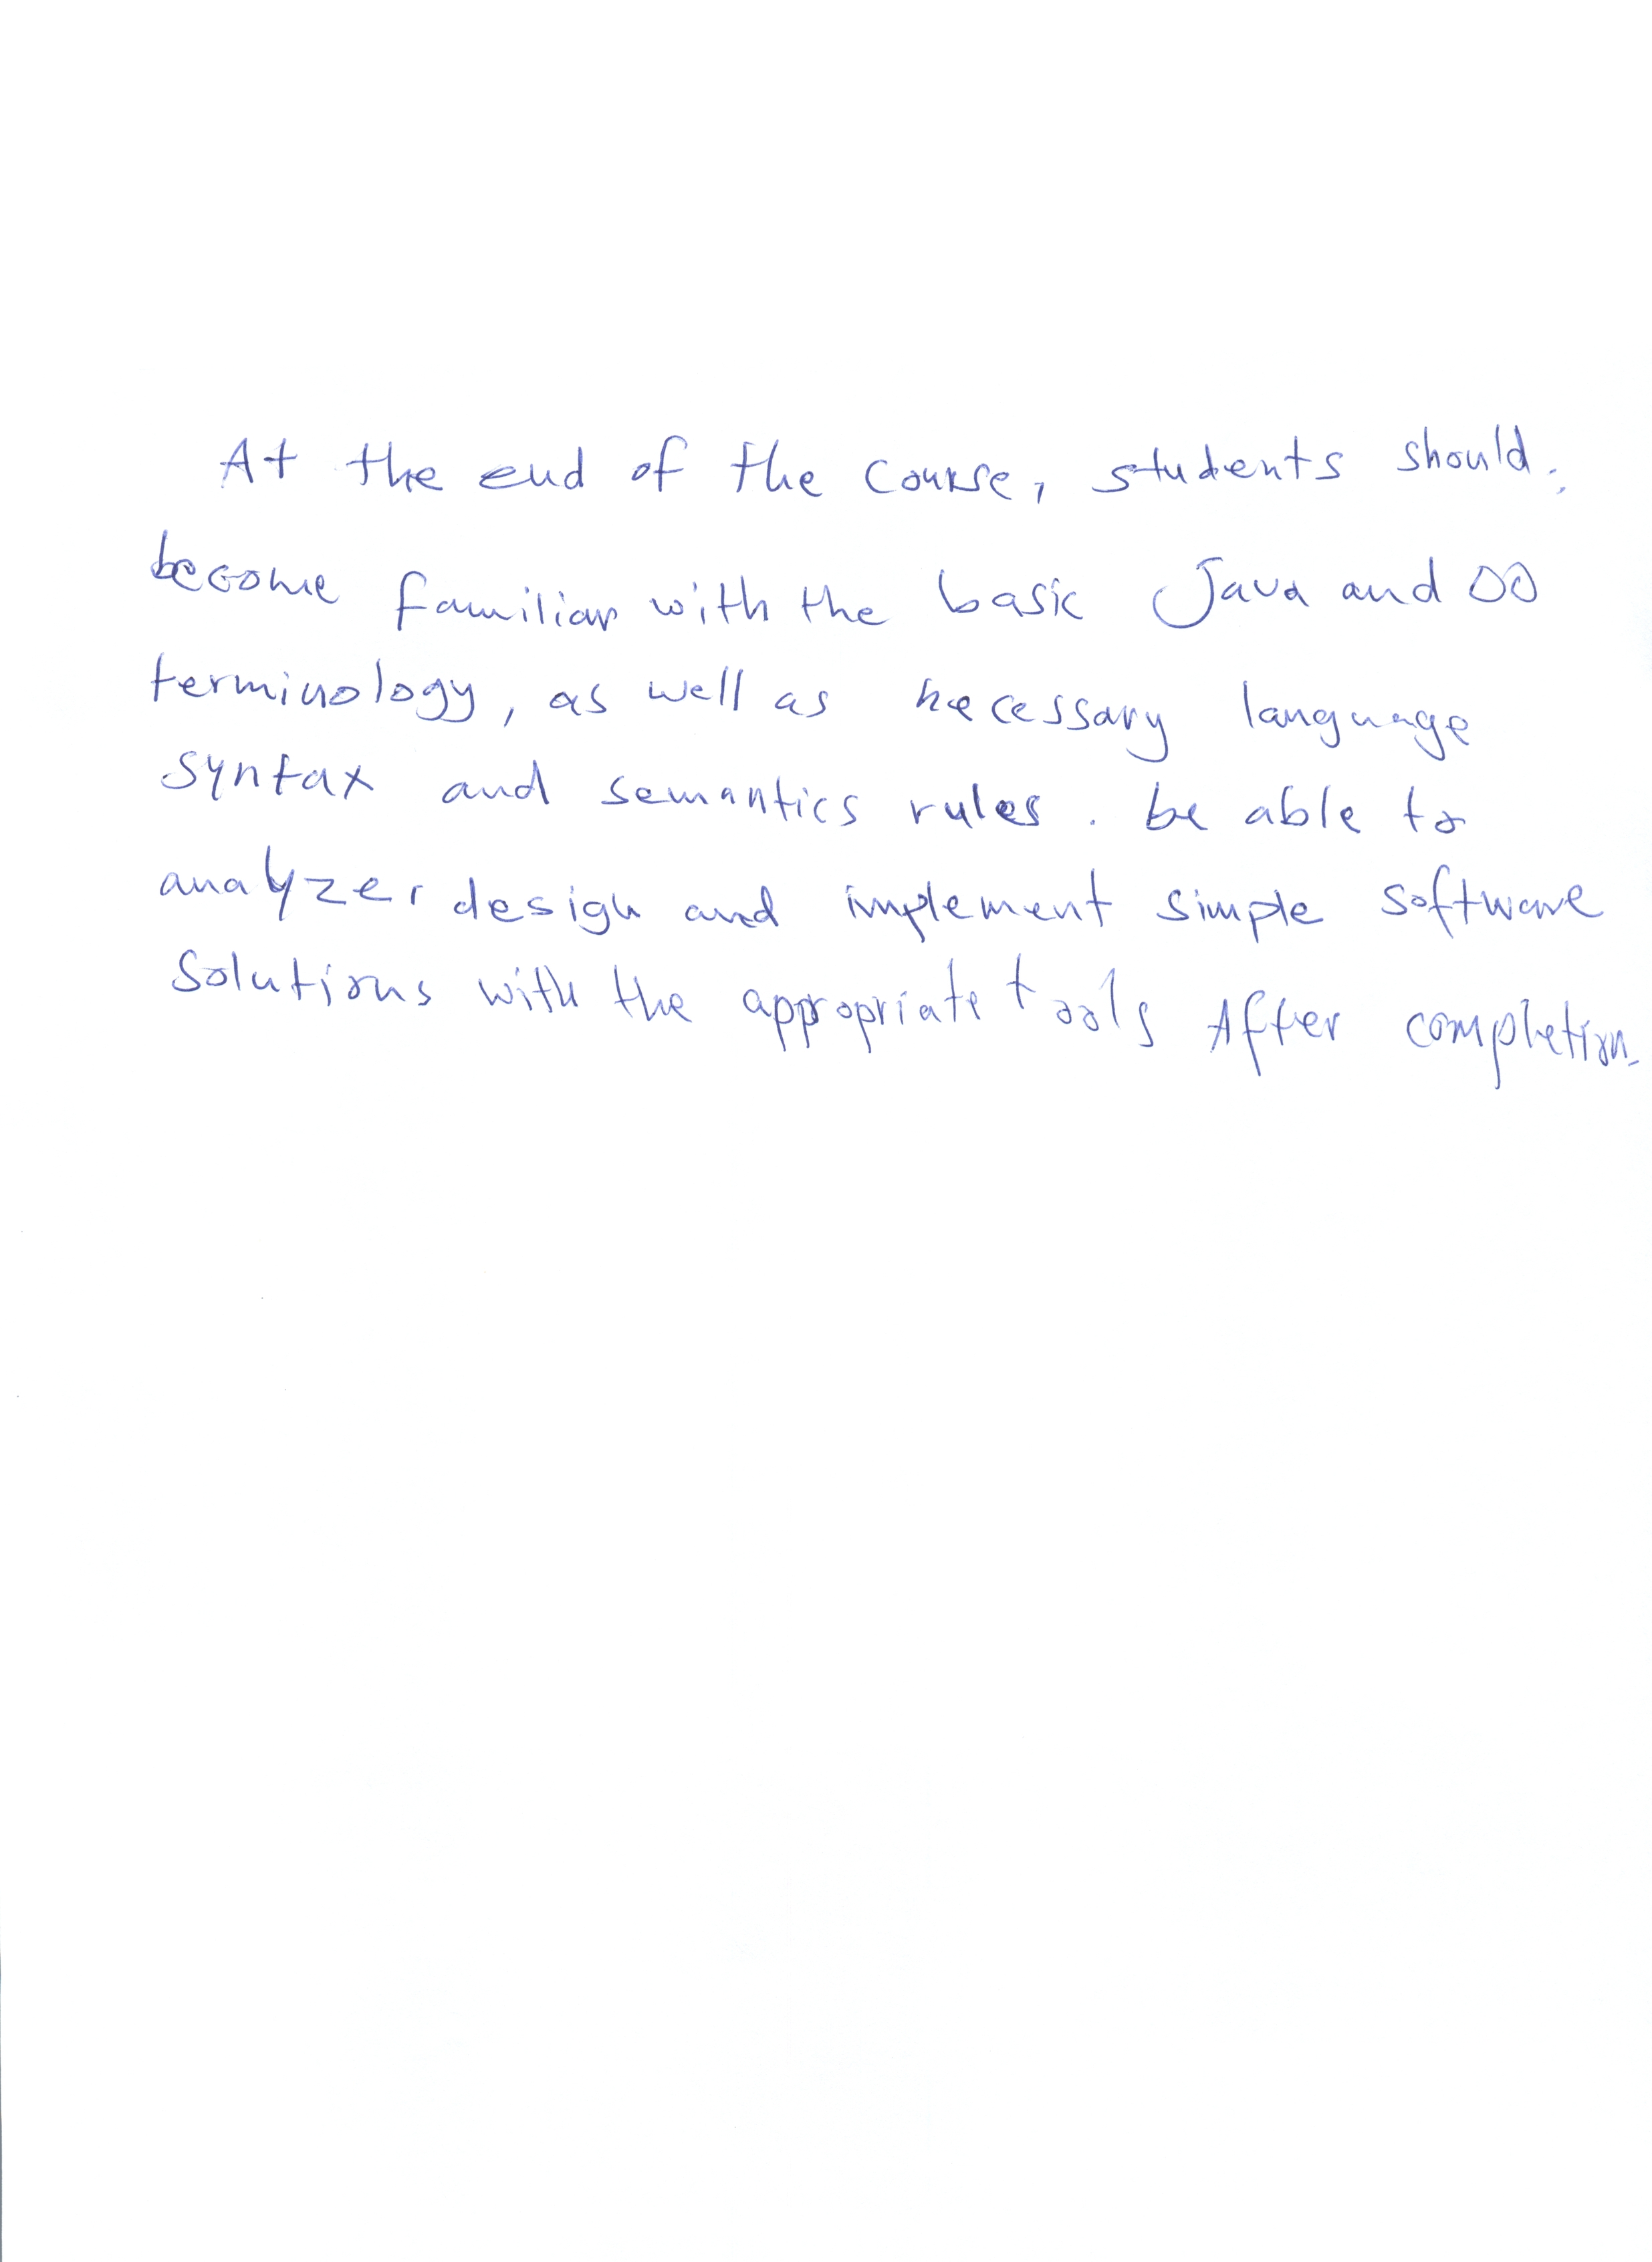 At the end of the course, students should:
become familiar with the basic Java and OO
terminology, as well as necessary language
syntax and semantics rules. be able to
analyzer design and implement simple software
solutions with the appropriate tools After completion.